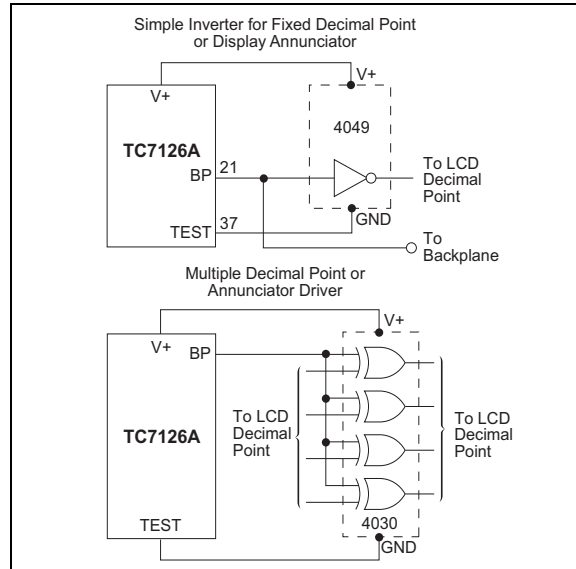 Simple Inverter for Fixed Decimal Point
or Display Annunciator
V+
V+
4049
TC7126A
BP
21
To LCD
Decimal
Point
GND
TEST
37
To
Backplane
Multiple Decimal Point or
Annunciator Driver
V+
V+
BP
To LCD
Decimal
Point
To LCD
Decimal
Point
TC7126A
TEST
4030
GND